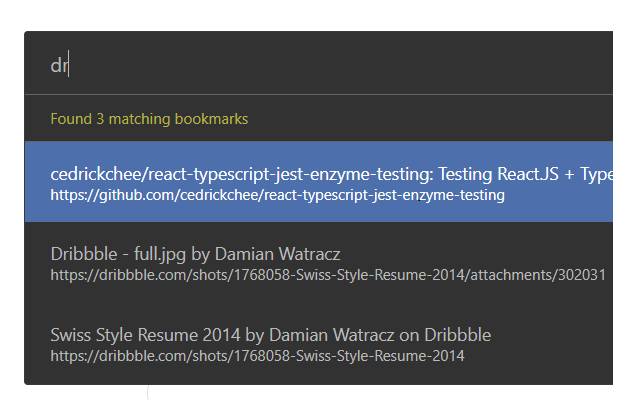 dr
Found 3 matching bookmarks
cedrickchee/react-typescript-jest-enzyme-testing: Testing React.JS + Type
https://github.com/cedrickchee/react-typescript-jest-enzyme-testing
Dribbble - full.jpg by Damian Watracz
https://dribbble.com/shots/1768058-Swiss-Style-Resume-2014/attachments/302031
Swiss Style Resume 2014 by Damian Watracz on Dribbble
https://dribbble.com/shots/1768058-Swiss-Style-Resume-2014